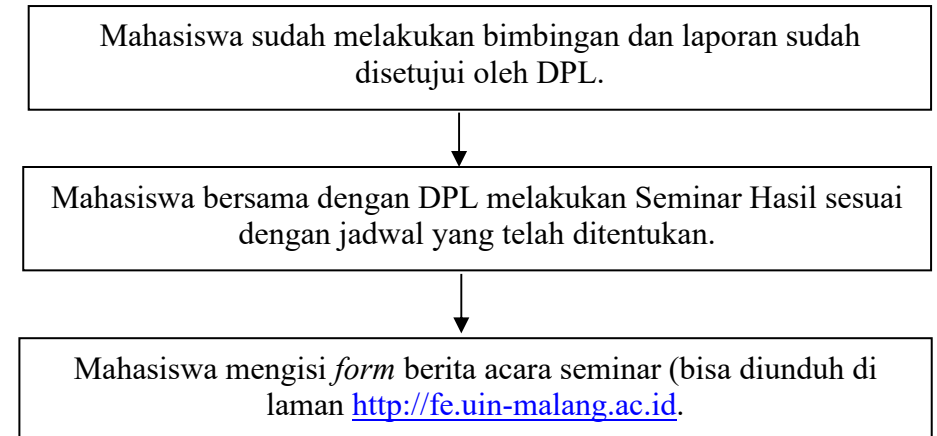 Mahasiswa sudah melakukan bimbingan dan laporan sudah
disetujui oleh DPL.
Mahasiswa bersama dengan DPL melakukan Seminar Hasil sesuai
dengan jadwal yang telah ditentukan.
Mahasiswa mengisi form berita acara seminar (bisa diunduh di
laman http://fe.uin-malang.ac.id.